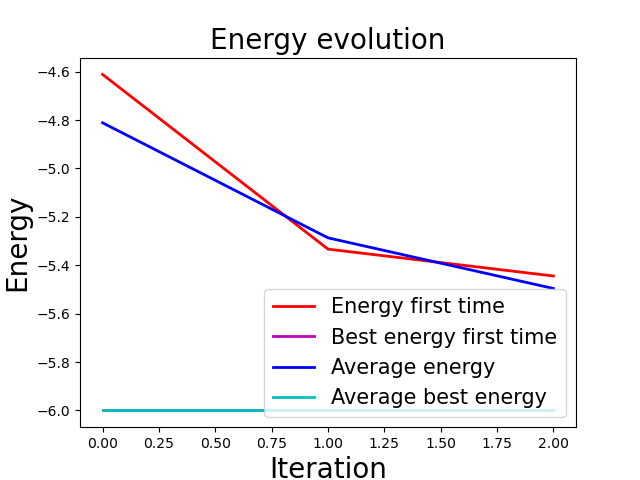 Energy evolution
Energy
−4.6
−4.8
−5.0
−5.2
−5.4
−5.6
−5.8
−6.0
Energy first time
Best energy first time
Average energy
Average best energy
0.00 0.25 0.50 0.75 1.00 1.25 1.50 1.75 2.00
Iteration